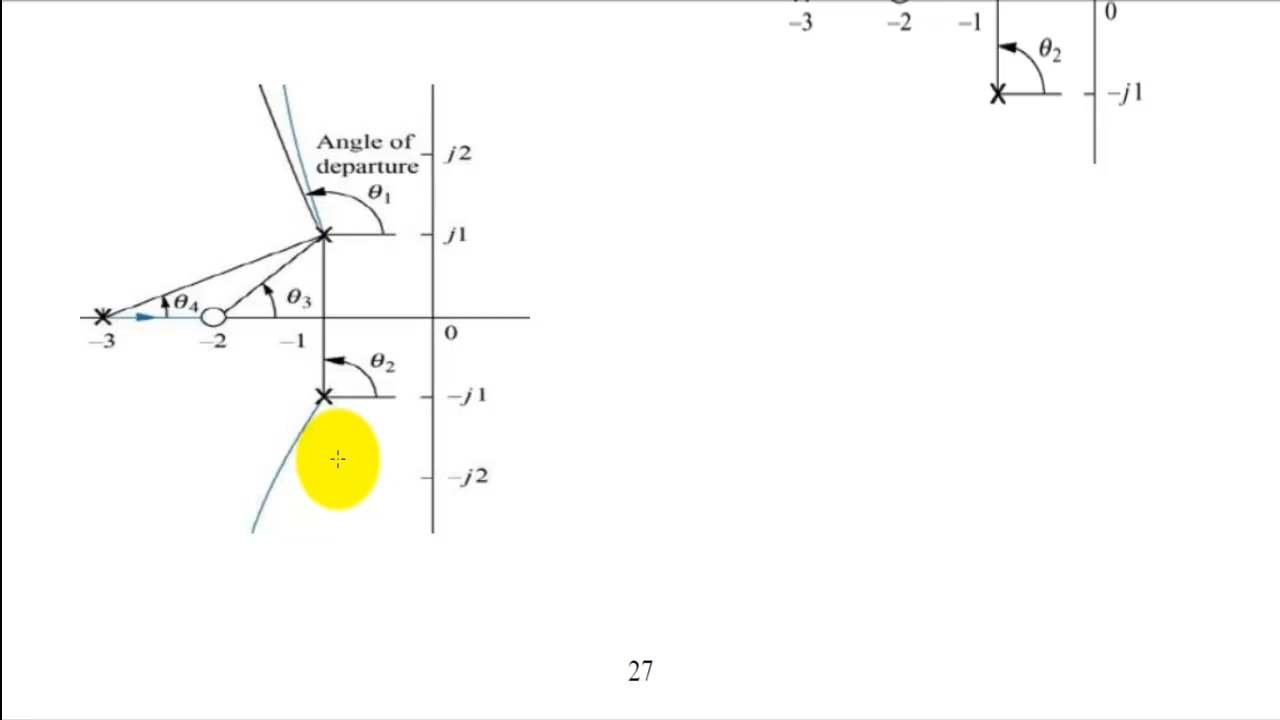 0
–3 –2 –1
θ2
–j1
Angle of
departure
j2
θ1
j1
θ4
θ3
–3 –2 –1 0
θ2
–j1
–j2
27